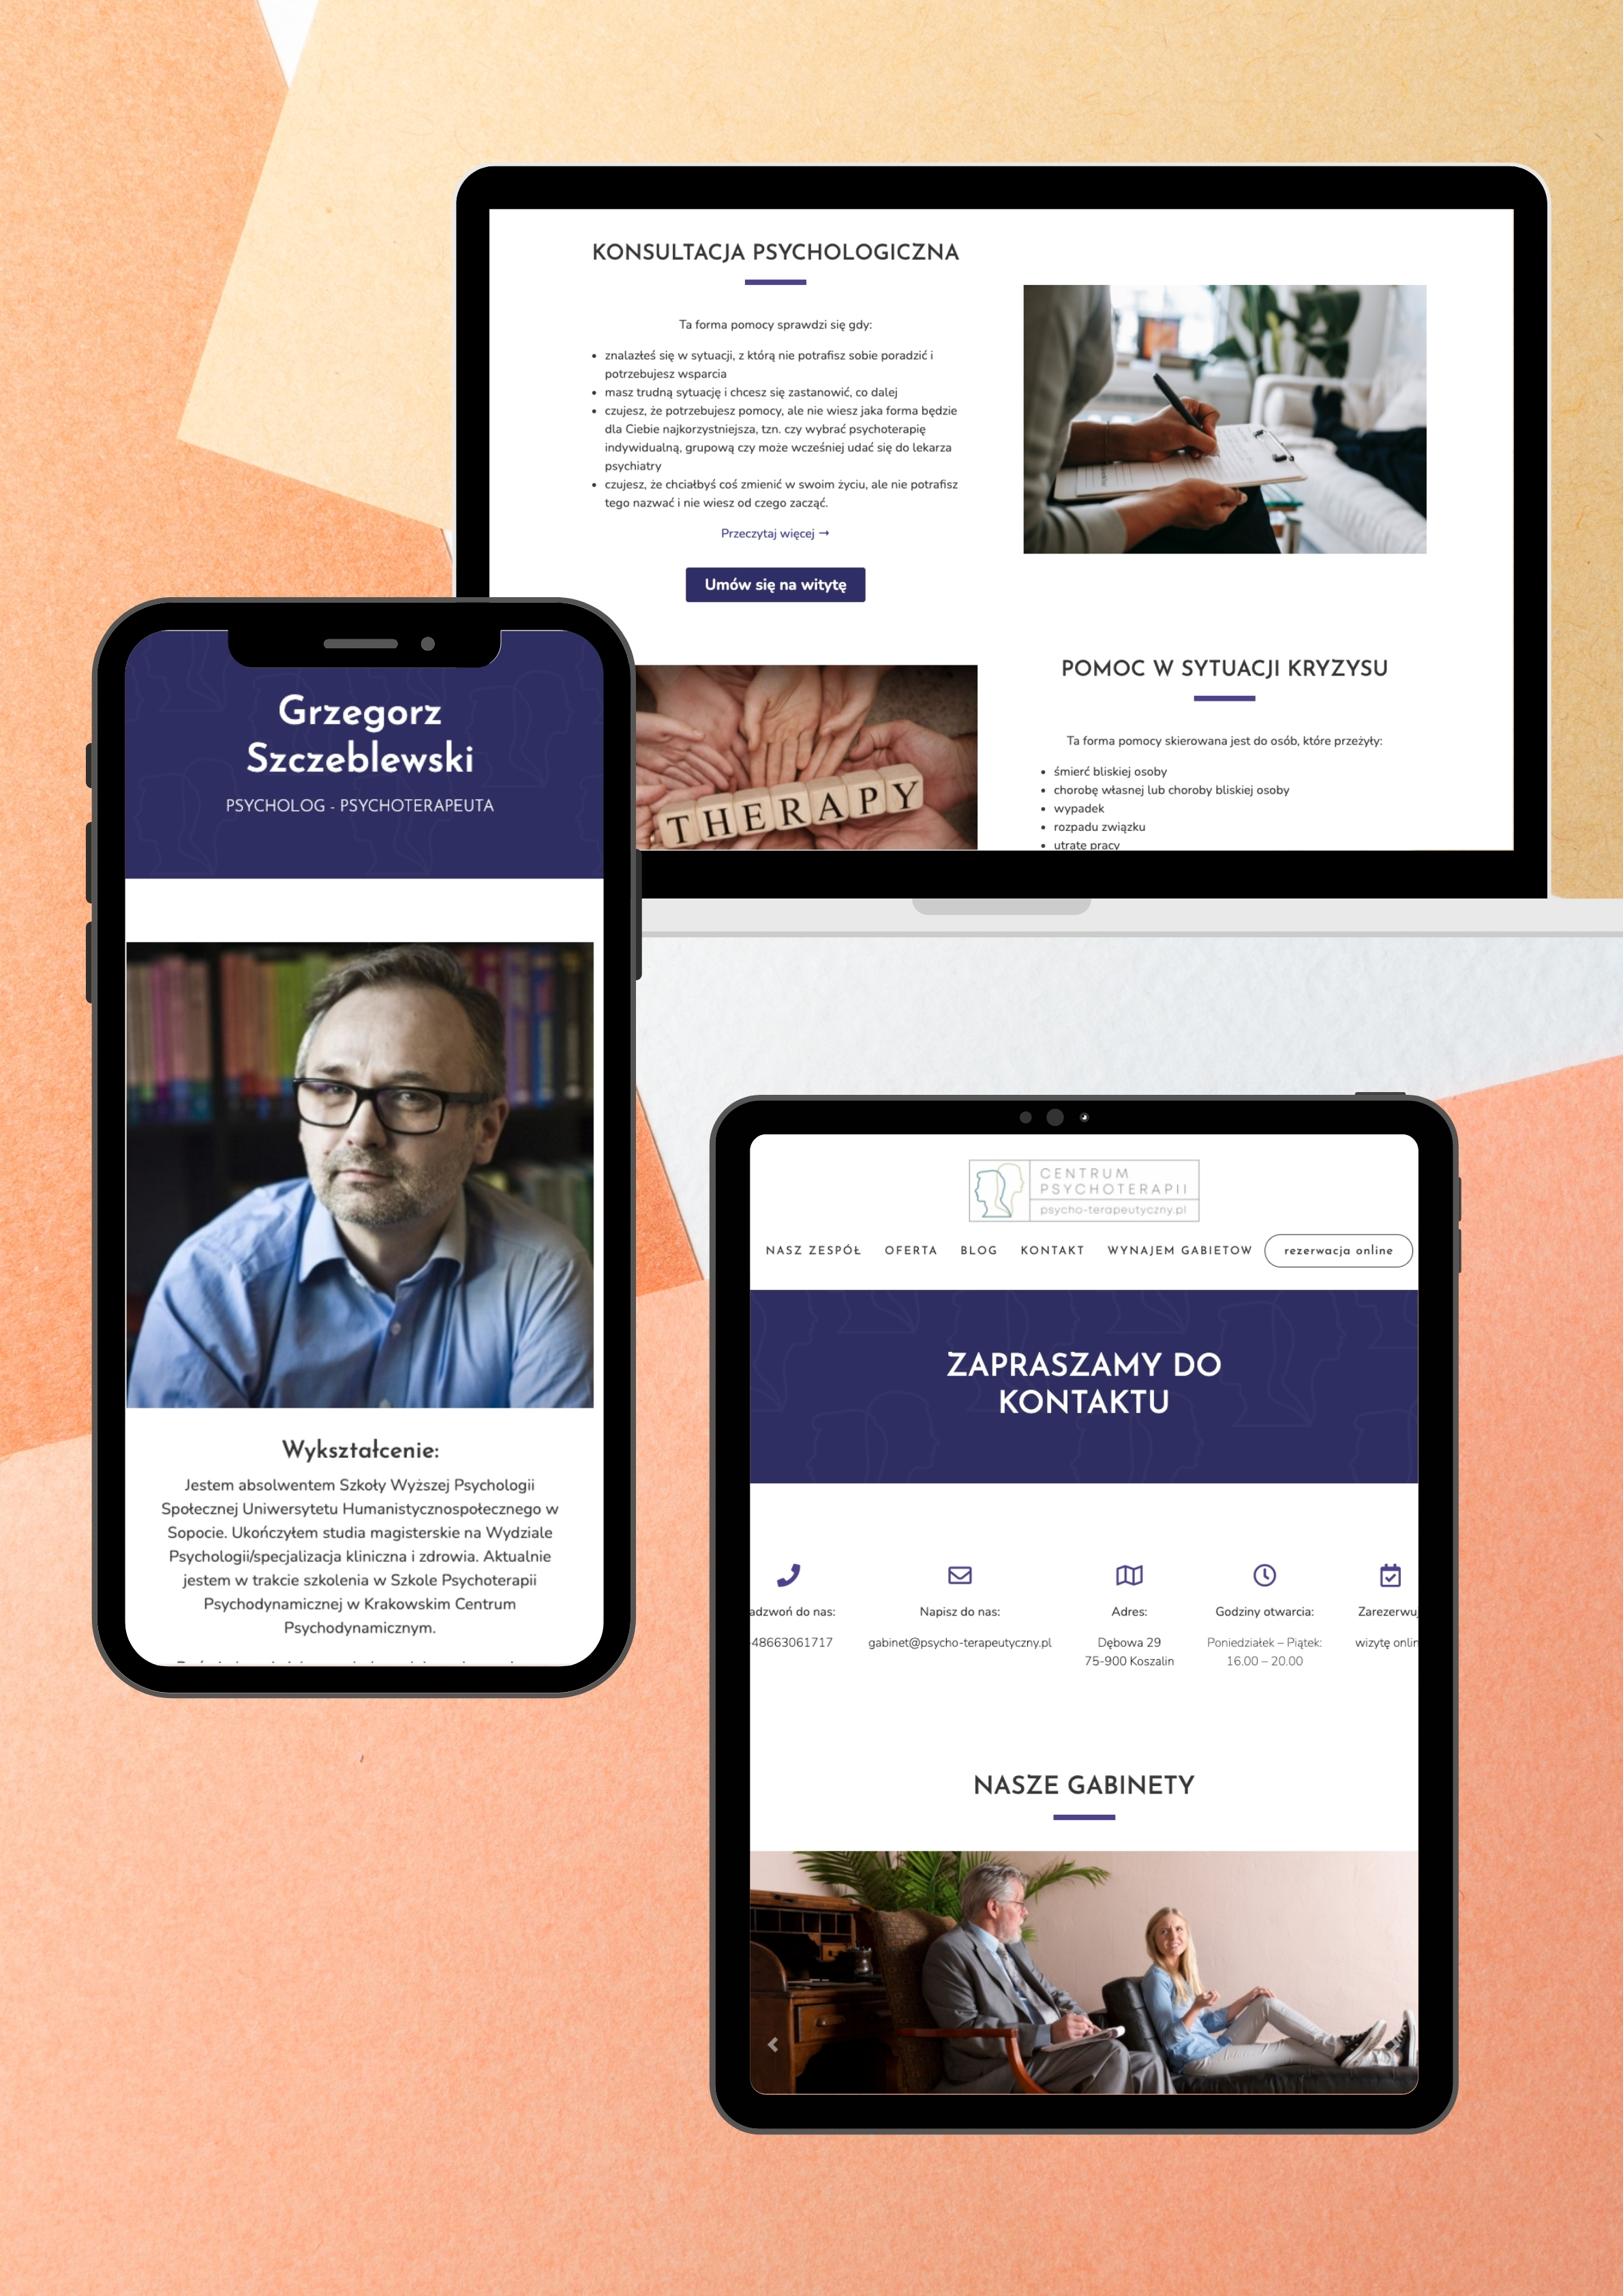 KONSULTACJA PSYCHOLOGICZNA
Ta forma pomocy sprawdzi się gdy:
• znalazłeś się w sytuacji, z którą nie potrafisz sobie poradzić i
potrzebujesz wsparcia
• masz trudną sytuację i chcesz się zastanowić, co dalej
• czujesz, że potrzebujesz pomocy, ale nie wiesz jaka forma będzie
dla Ciebie najkorzystniejsza, tzn. czy wybrać psychoterapię
indywidualną, grupową czy może wcześniej udać się do lekarza
psychiatry
• czujesz, że chciałbyś coś zmienić w swoim życiu, ale nie potrafisz
tego nazwać i nie wiesz od czego zacząć.
Przeczytaj więcej →
Umów się na witytę
THERAPY
POMOC W SYTUACJI KRYZYSU
Ta forma pomocy skierowana jest do osób, które przeżyły:
• śmierć bliskiej osoby
• chorobę własnej lub choroby bliskiej osoby
• wypadek
• rozpadu związku
• utratę pracy
Grzegorz
Szczeblewski
PSYCHOLOG - PSYCHOTERAPEUTA
Wykształcenie:
Jestem absolwentem Szkoły Wyższej Psychologii
Społecznej Uniwersytetu Humanistycznospołecznego w
Sopocie. Ukończyłem studia magisterskie na Wydziale
Psychologii/specjalizacja kliniczna i zdrowia. Aktualnie
jestem w trakcie szkolenia w Szkole Psychoterapii
Psychodynamicznej w Krakowskim Centrum
Psychodynamicznym.
CENTRUM
PSYCHOTERAPII
psycho-terapeutyczny.pl
NASZ ZESPÓŁ OFERTA BLOG KONTAKT WYNAJEM GABIETOW rezerwacja online
ZAPRASZAMY DO
KONTAKTU
adzwoń do nas:
48663061717
Napisz do nas:
gabinet@psycho-terapeutyczny.pl
Adres:
Dębowa 29
75-900 Koszalin
Godziny otwarcia:
Poniedziałek – Piątek:
16.00 – 20.00
Zarezerwuj
wizytę onlin
NASZE GABINETY